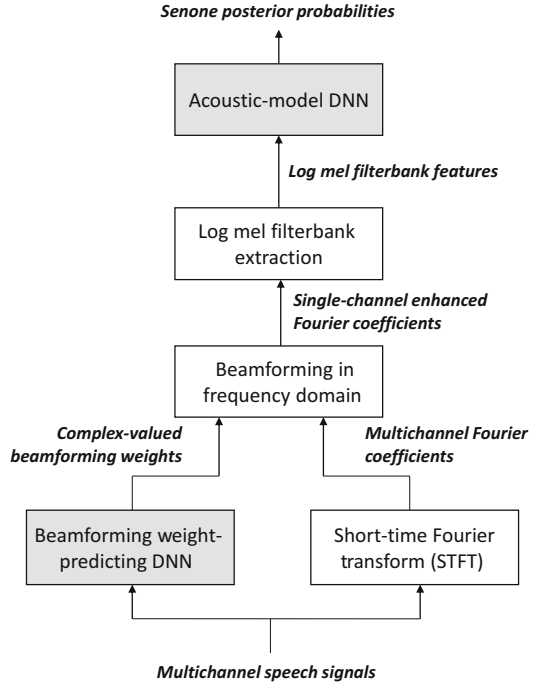 Senone posterior probabilities
Acoustic-model DNN
Log mel filterbank features
Log mel filterbank
extraction
Single-channel enhanced
Fourier coefficients
Beamforming in
frequency domain
Complex-valued
beamforming weights
Multichannel Fourier
coefficients
Beamforming weight-
predicting DNN
Short-time Fourier
transform (STFT)
Multichannel speech signals